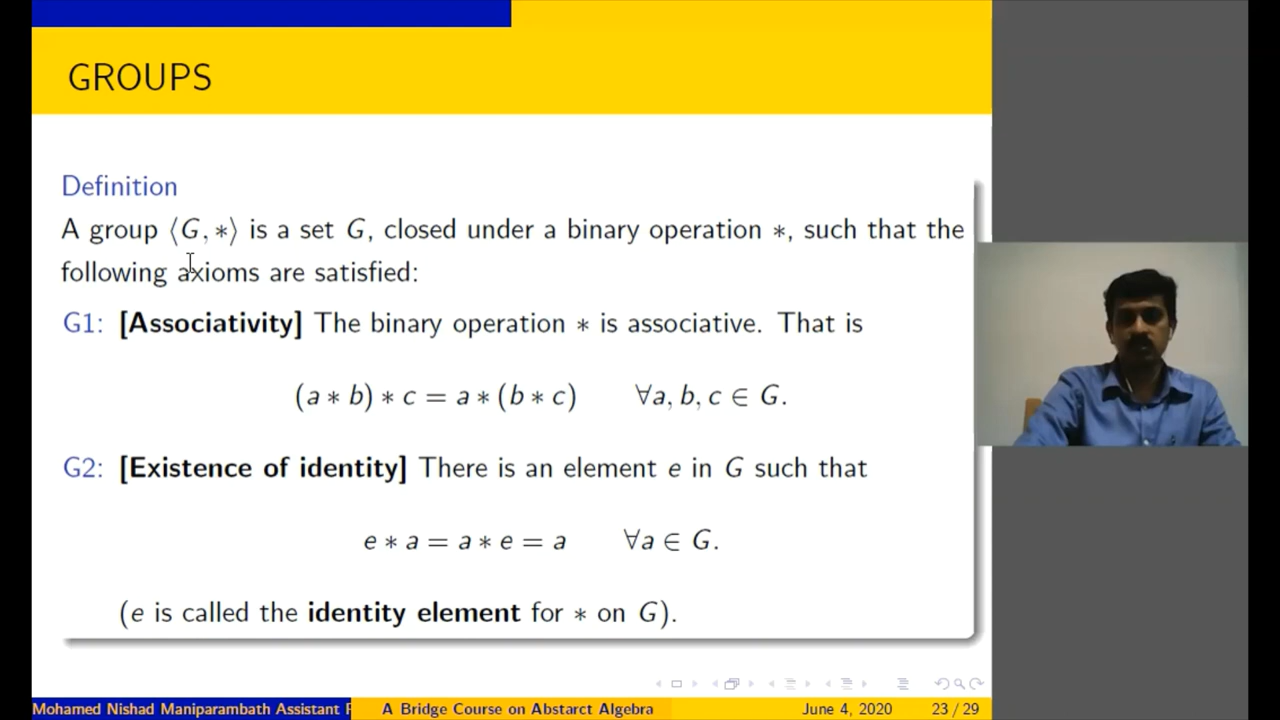 GROUPS
Definition
A group ⟨G, ∗⟩ is a set G, closed under a binary operation ∗, such that the
following axioms are satisfied:
G1: [Associativity] The binary operation ∗ is associative. That is
(a ∗ b) ∗ c = a ∗ (b ∗ c) ∀a, b, c ∈ G.
G2: [Existence of identity] There is an element e in G such that
e ∗ a = a ∗ e = a ∀a ∈ G.
(e is called the identity element for ∗ on G).
Mohamed Nishad Maniparambath Assistant A Bridge Course on Abstarct Algebra June 4, 2020 23 / 29